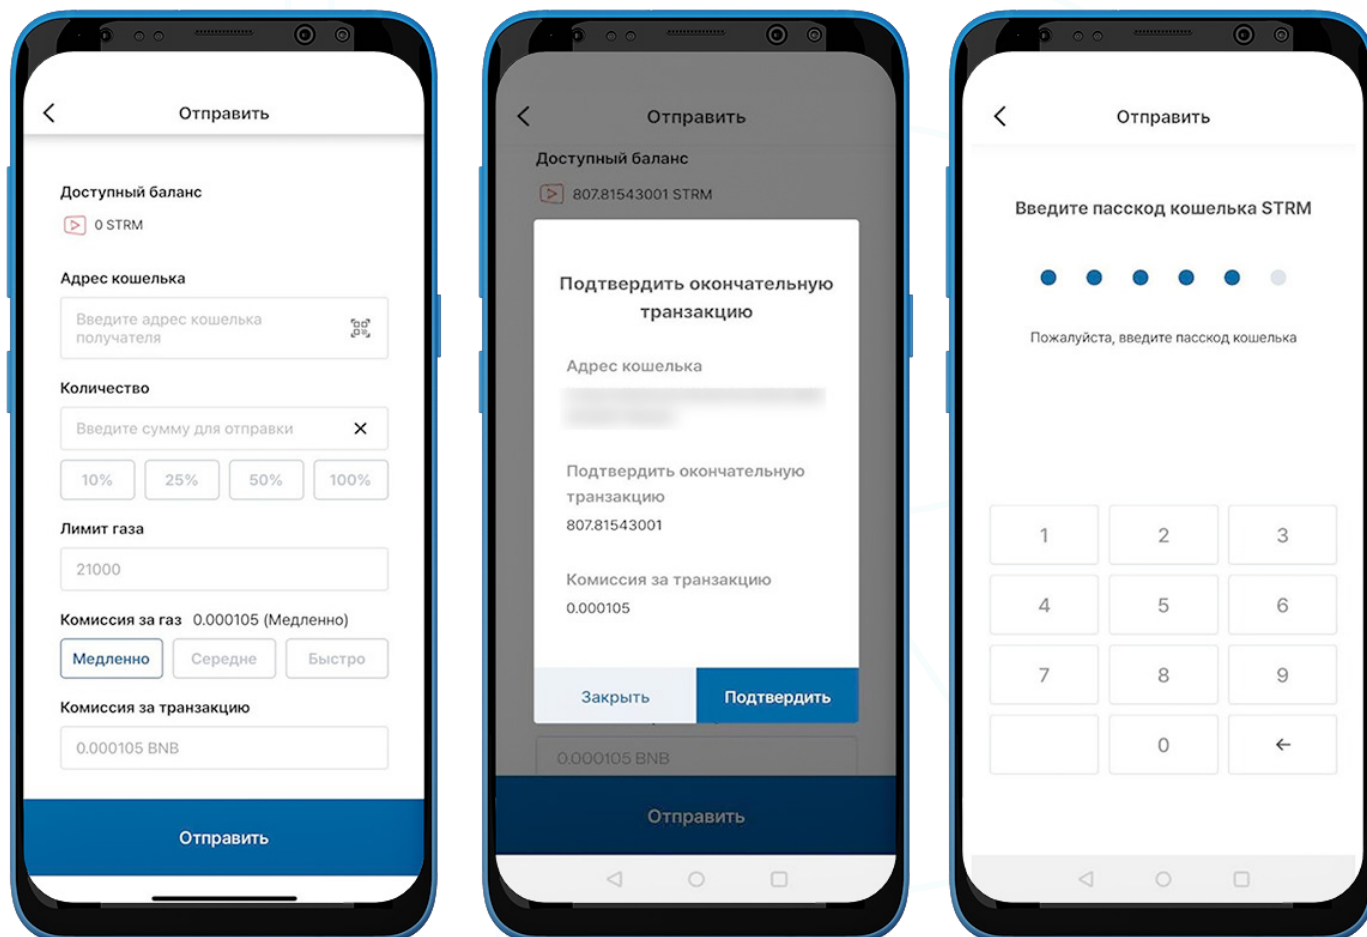 Отправить
Доступный баланс
0 STRM
Адрес кошелька
Введите адрес кошелька
получателя
Количество
Введите сумму для отправки
10%
25%
50%
100%
Лимит газа
21000
Комиссия за газ 0.000105 (Медленно)
Медленно
Середне
Быстро
Комиссия за транзакцию
0.000105 BNB
Отправить
Отправить
Доступный баланс
807.81543001 STRM
Подтвердить окончательную
транзакцию
Адрес кошелька
Подтвердить окончательную
транзакцию
807.81543001
Комиссия за транзакцию
0.000105
Закрыть
Подтвердить
0.000105 BNB
Отправить
Отправить
Введите пасскод кошелька STRM
Пожалуйста, введите пасскод кошелька
1
2
3
4
5
6
7
8
9
0